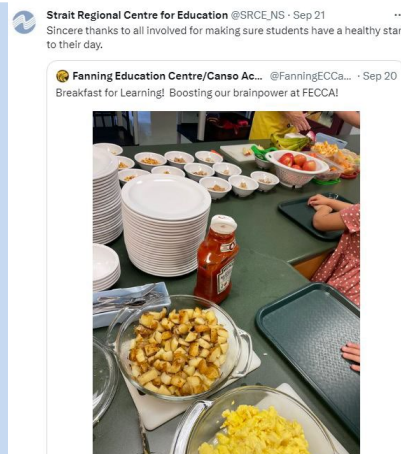 Strait Regional Centre for Education @SRCE_NS · Sep 21 ...
Sincere thanks to all involved for making sure students have a healthy star
to their day.
Fanning Education Centre/Canso Ac... @FanningECCa... · Sep 20
Breakfast for Learning! Boosting our brainpower at FECCA!